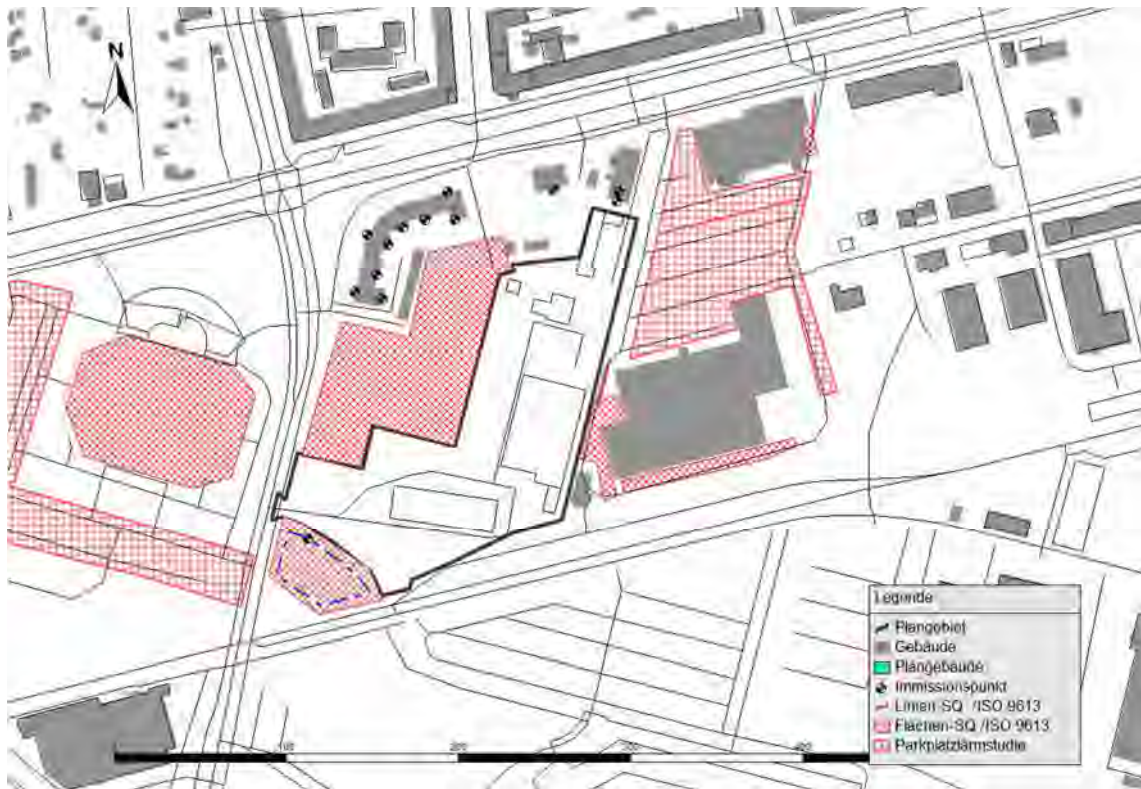 N
Legende
Plangebiet
Gebäude
Plangebäude
Immissionspunkt
Linien-SQ /ISO 9613
Flächen-SQ /ISO 9613
Parkplatzlärmstudie
100
200
300
400